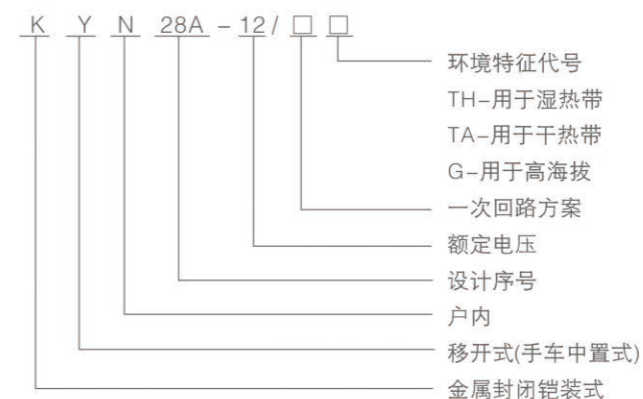 K Y N 28A - 12 / □ □
环境特征代号
TH-用于湿热带
TA-用于干热带
G-用于高海拔
一次回路方案
额定电压
设计序号
户内
移开式(手车中置式)
金属封闭铠装式